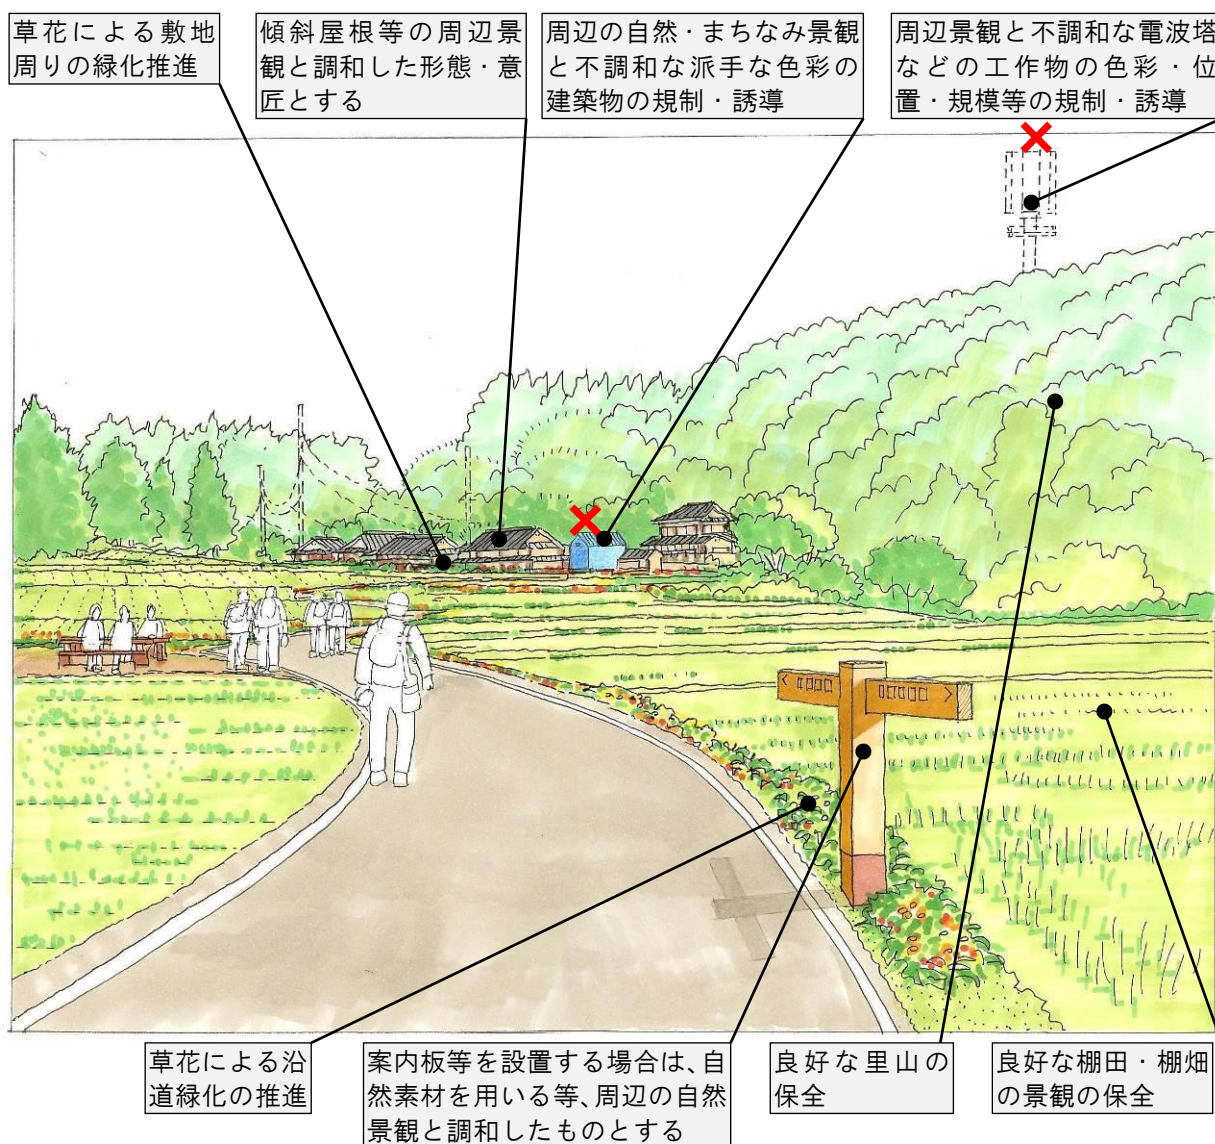 草花による敷地
周りの緑化推進
傾斜屋根等の周辺景
観と調和した形態・意
匠とする
周辺の自然・まちなみ景観
と不調和な派手な色彩の
建築物の規制・誘導
周辺景観と不調和な電波塔
などの工作物の色彩・位
置・規模等の規制・誘導
草花による沿
道緑化の推進
案内板等を設置する場合は、自
然素材を用いる等、周辺の自然
景観と調和したものとする
良好な里山の
保全
良好な棚田・棚畑
の景観の保全